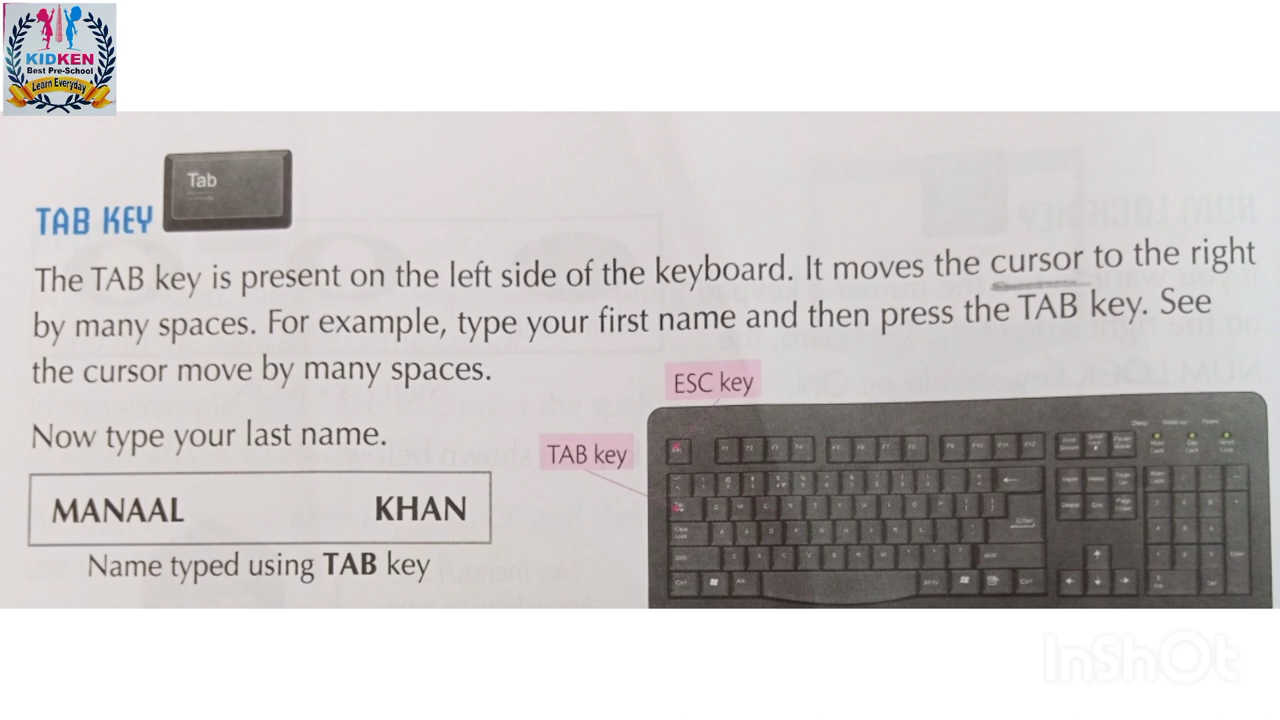 KIDKEN
Best Pre-School
Learn Everyday
Tab
TAB KEY
The TAB key is present on the left side of the keyboard. It moves the cursor to the right
by many spaces. For example, type your first name and then press the TAB key. See
the cursor move by many spaces.
ESC key
Now type your last name.
TAB key
MANAAL KHAN
Name typed using TAB key
InShOt